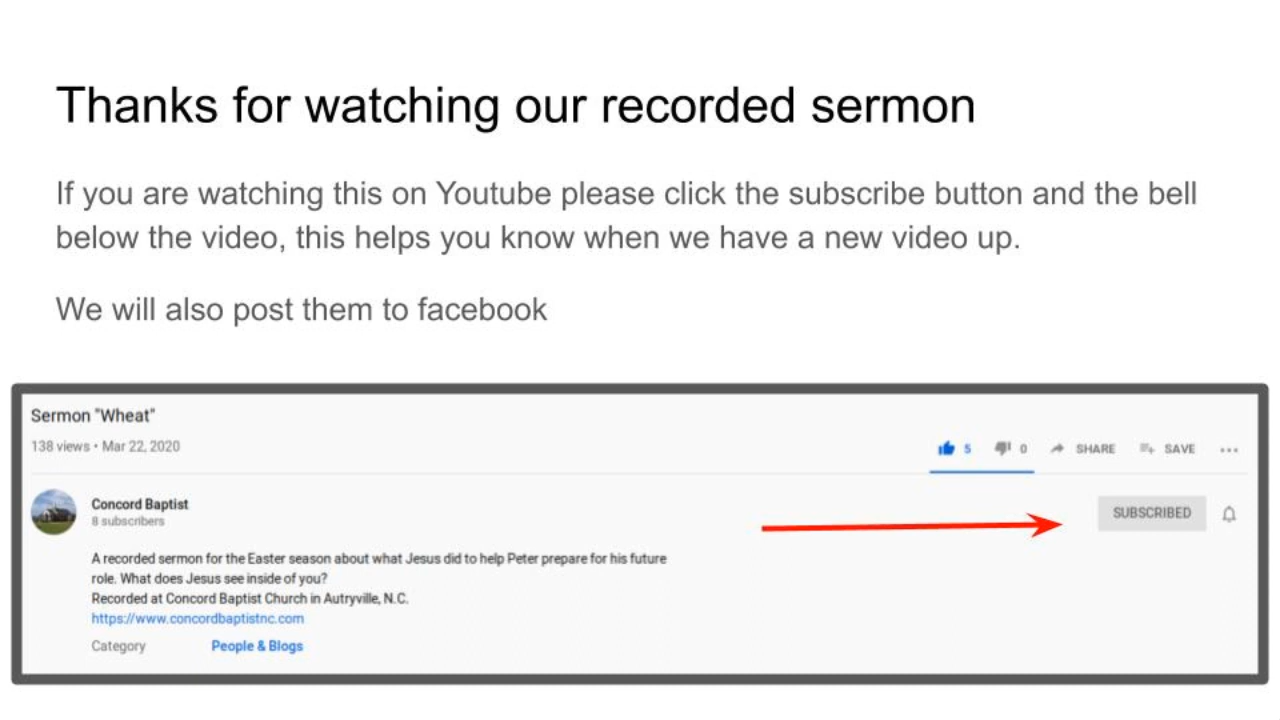 Thanks for watching our recorded sermon
If you are watching this on Youtube please click the subscribe button and the bell
below the video, this helps you know when we have a new video up.
We will also post them to facebook
Sermon "Wheat"
138 views • Mar 22, 2020
5 0 SHARE SAVE
Concord Baptist
8 subscribers
SUBSCRIBED
A recorded sermon for the Easter season about what Jesus did to help Peter prepare for his future
role. What does Jesus see inside of you?
Recorded at Concord Baptist Church in Autryville, N.C.
https://www.concordbaptistnc.com
Category People & Blogs